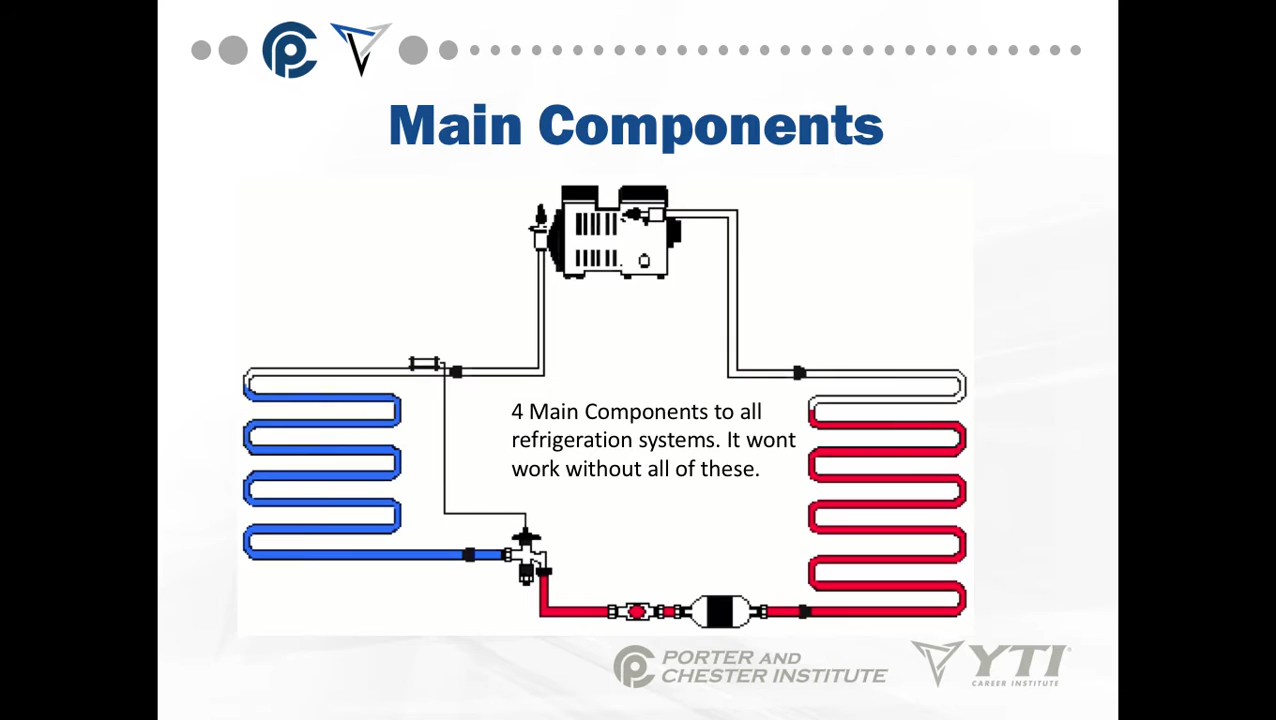 Main Components
4 Main Components to all
refrigeration systems. It wont
work without all of these.
PORTER AND
CHESTER INSTITUTE
YTI
CAREER INSTITUTE